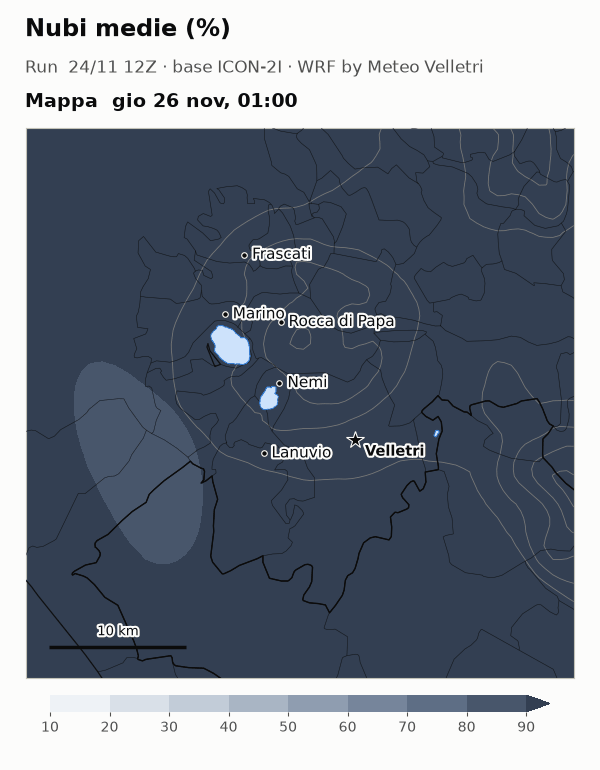 Nubi medie (%)
Run  24/11 12Z · base ICON-2I · WRF by Meteo Velletri
Mappa  gio 26 nov, 01:00
Frascati
Marino
Rocca di Papa
Nemi
Velletri
Lanuvio
10 km
10 20 30 40 50 60 70 80 90